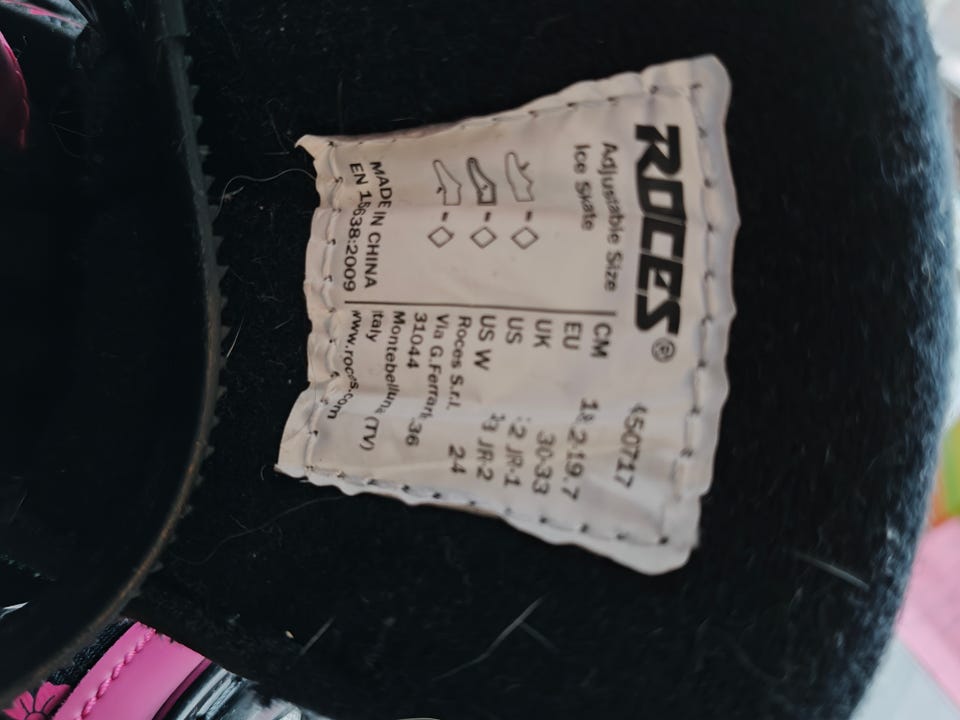 ROCES®
Adjustable Size
Ice Skate
MADE IN CHINA
EN 15638:2009
450717
CM 18.2-19.7
EU 30-33
UK 12 JR-1
US 13 JR-2
US W 24
Roces S.r.l.
Via G.Ferrari 36
31044
Montebelluna (TV)
Italy
www.roces.com